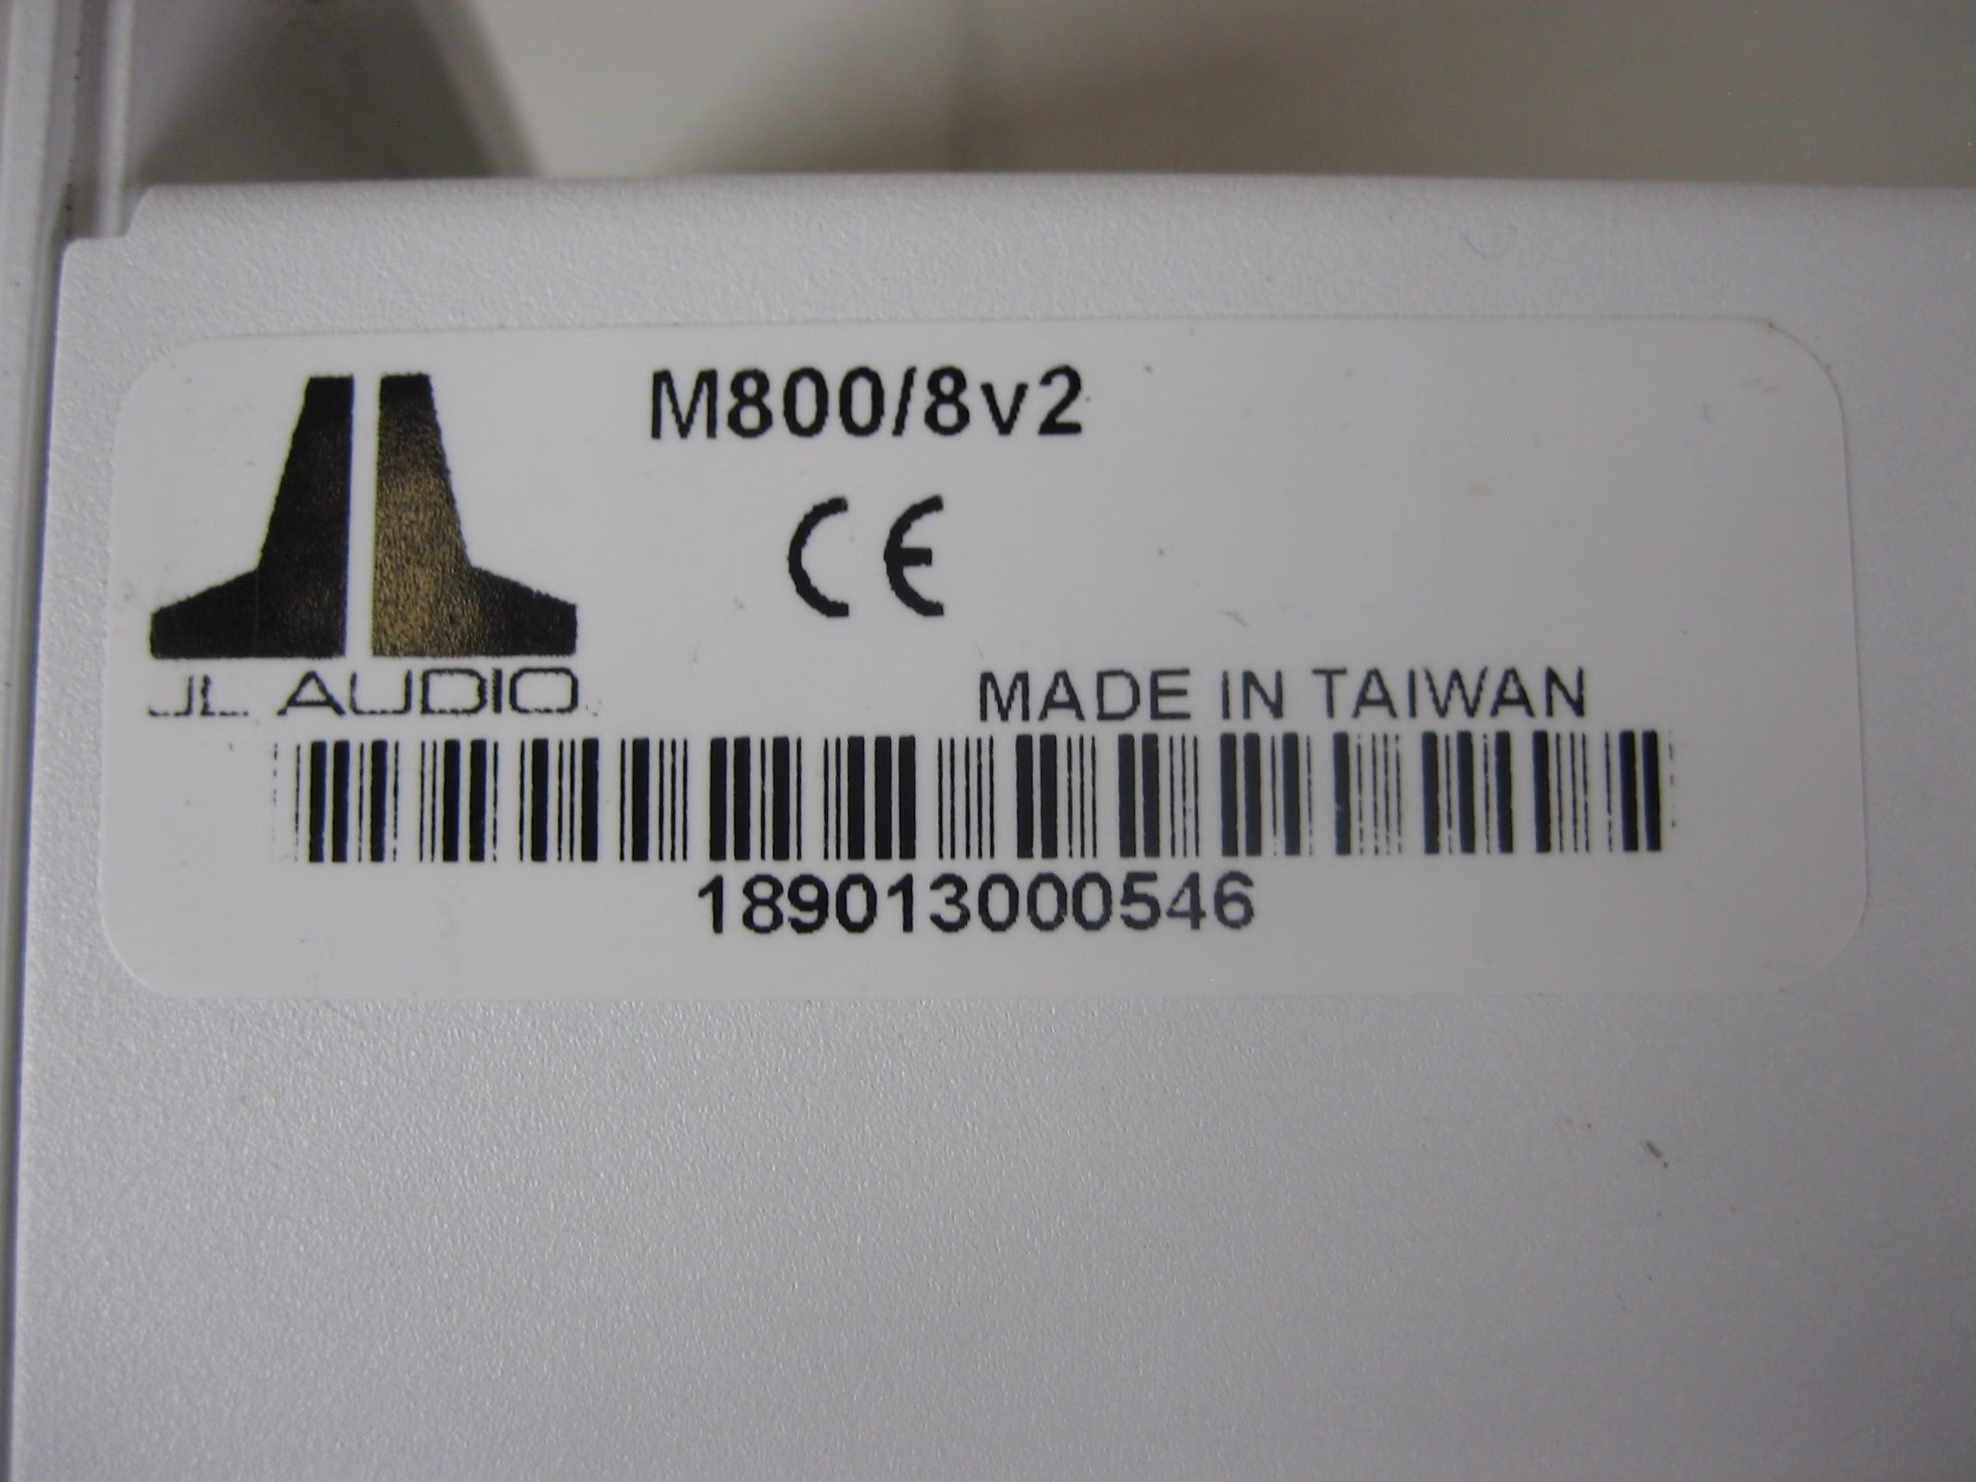 M800/8v2
CE
JL AUDIO
MADE IN TAIWAN
189013000546